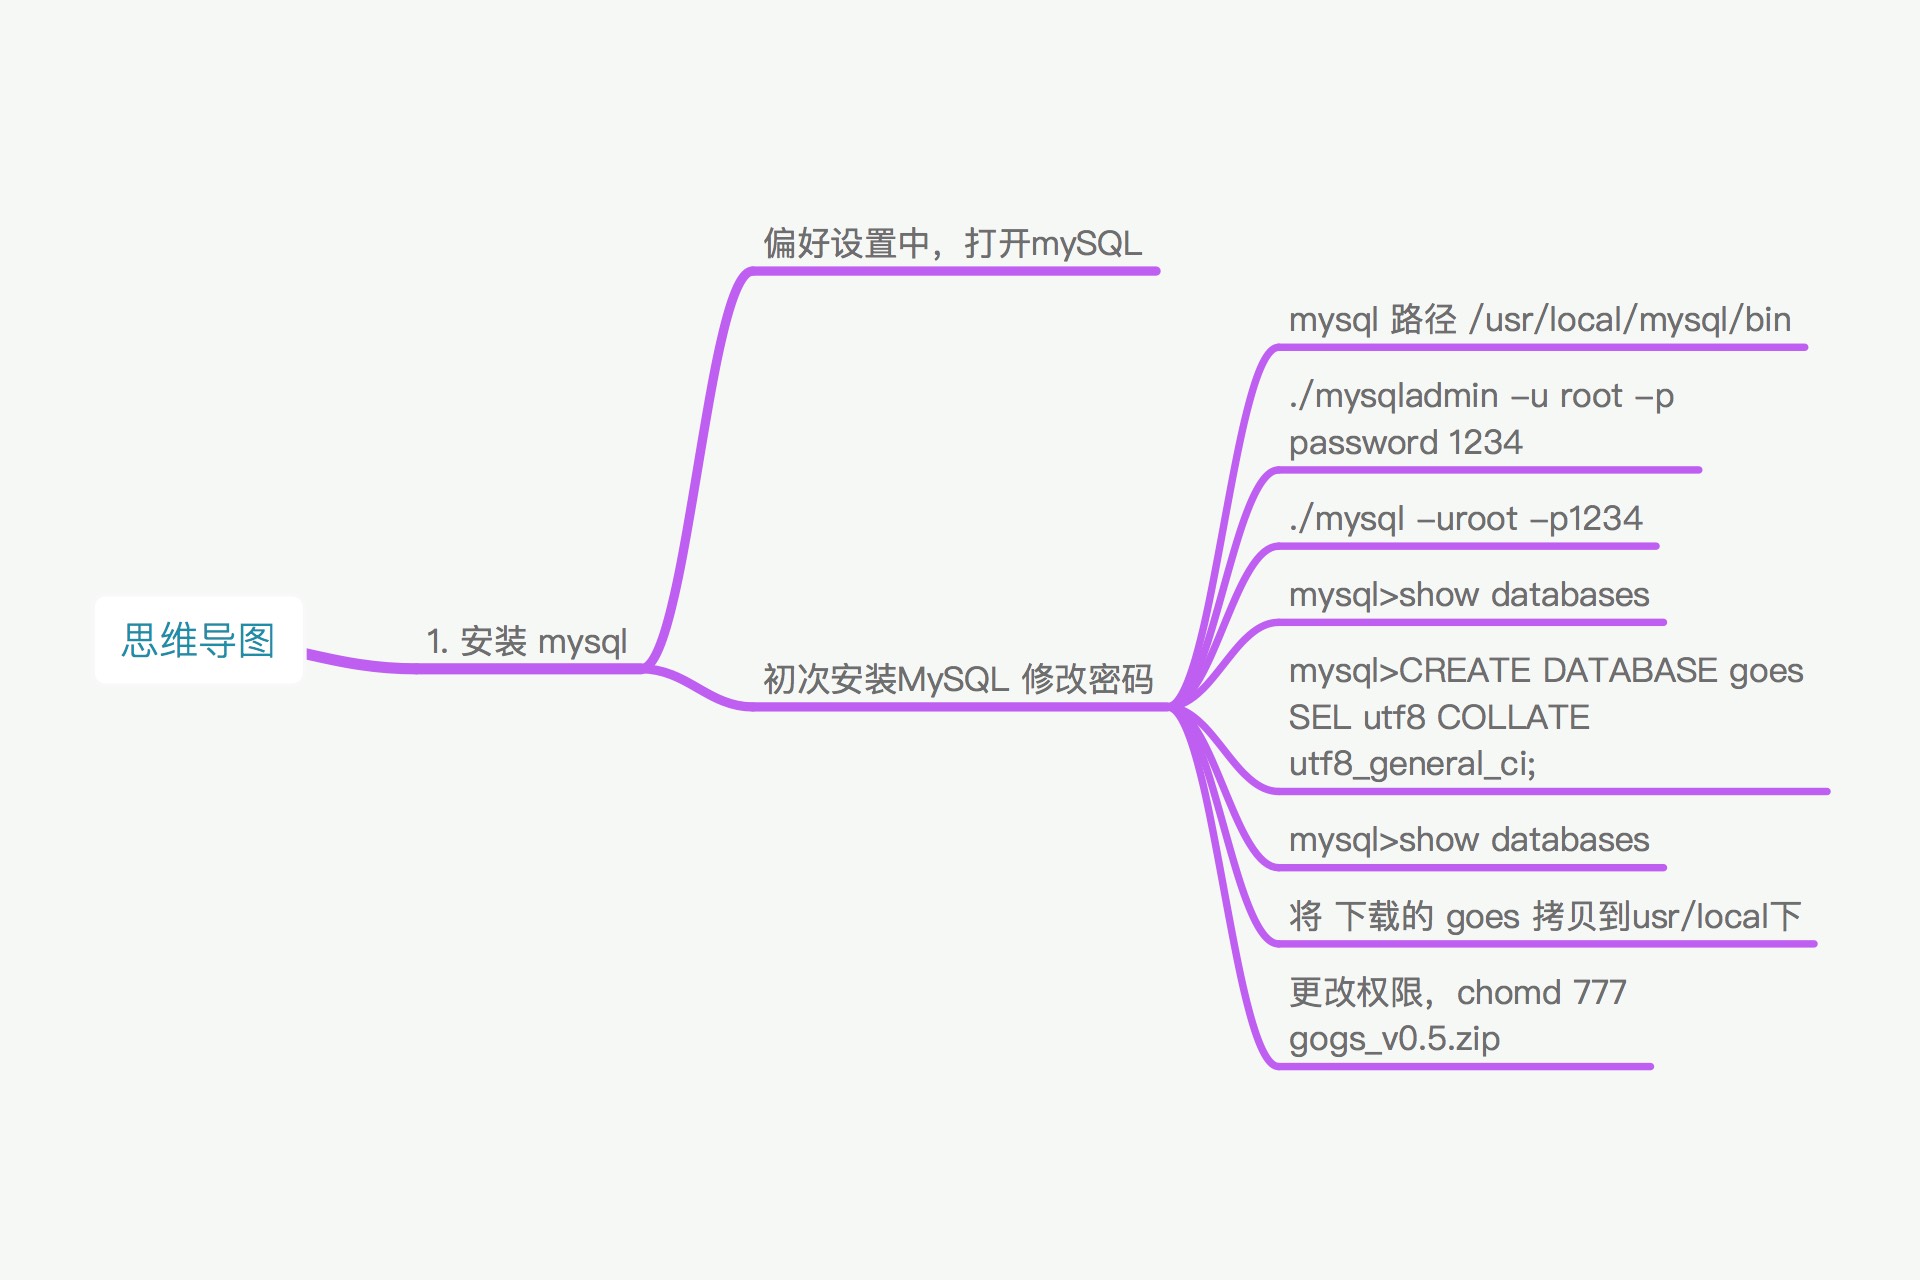 思维导图
1. 安装 mysql
偏好设置中，打开mySQL
初次安装MySQL 修改密码
mysql 路径 /usr/local/mysql/bin
./mysqladmin –u root –p
password 1234
./mysql –uroot –p1234
mysql>show databases
mysql>CREATE DATABASE goes
SEL utf8 COLLATE
utf8_general_ci;
mysql>show databases
将 下载的 goes 拷贝到usr/local下
更改权限，chomd 777
gogs_v0.5.zip